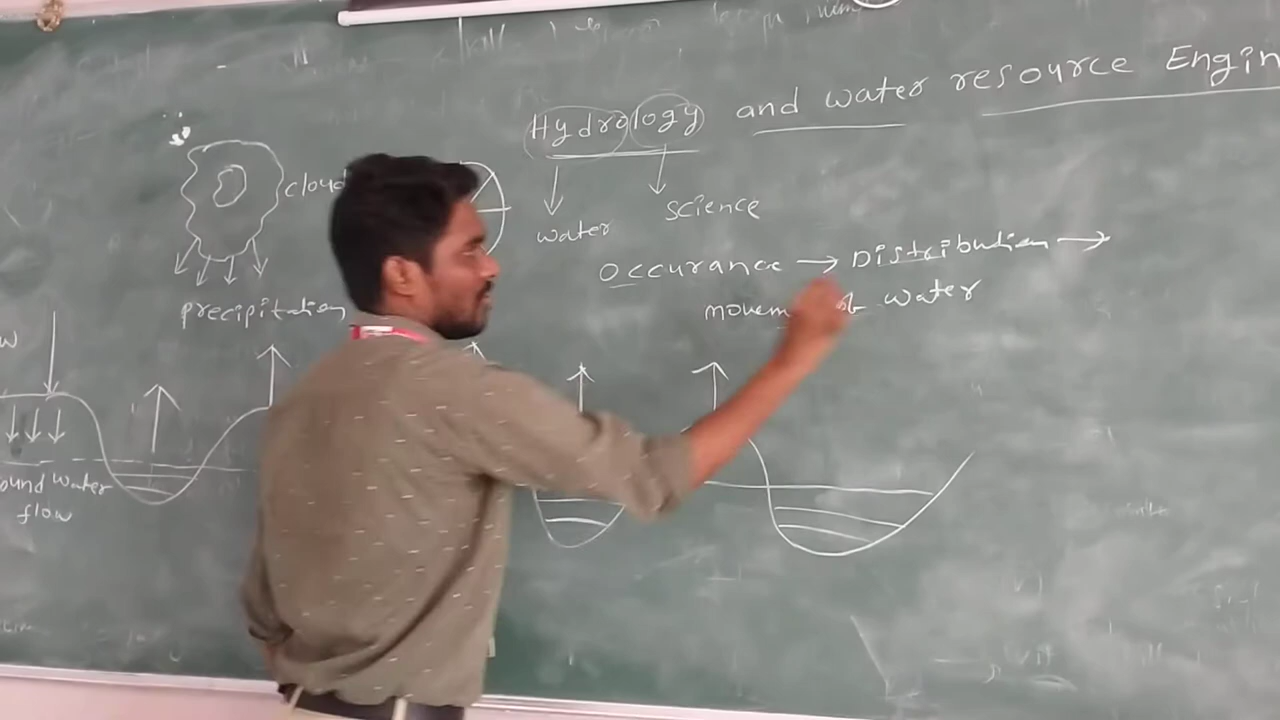 Hydrology and water resource Engin
cloud
water
science
Occurance → Distribution →
of water
precipitation
ound water
flow